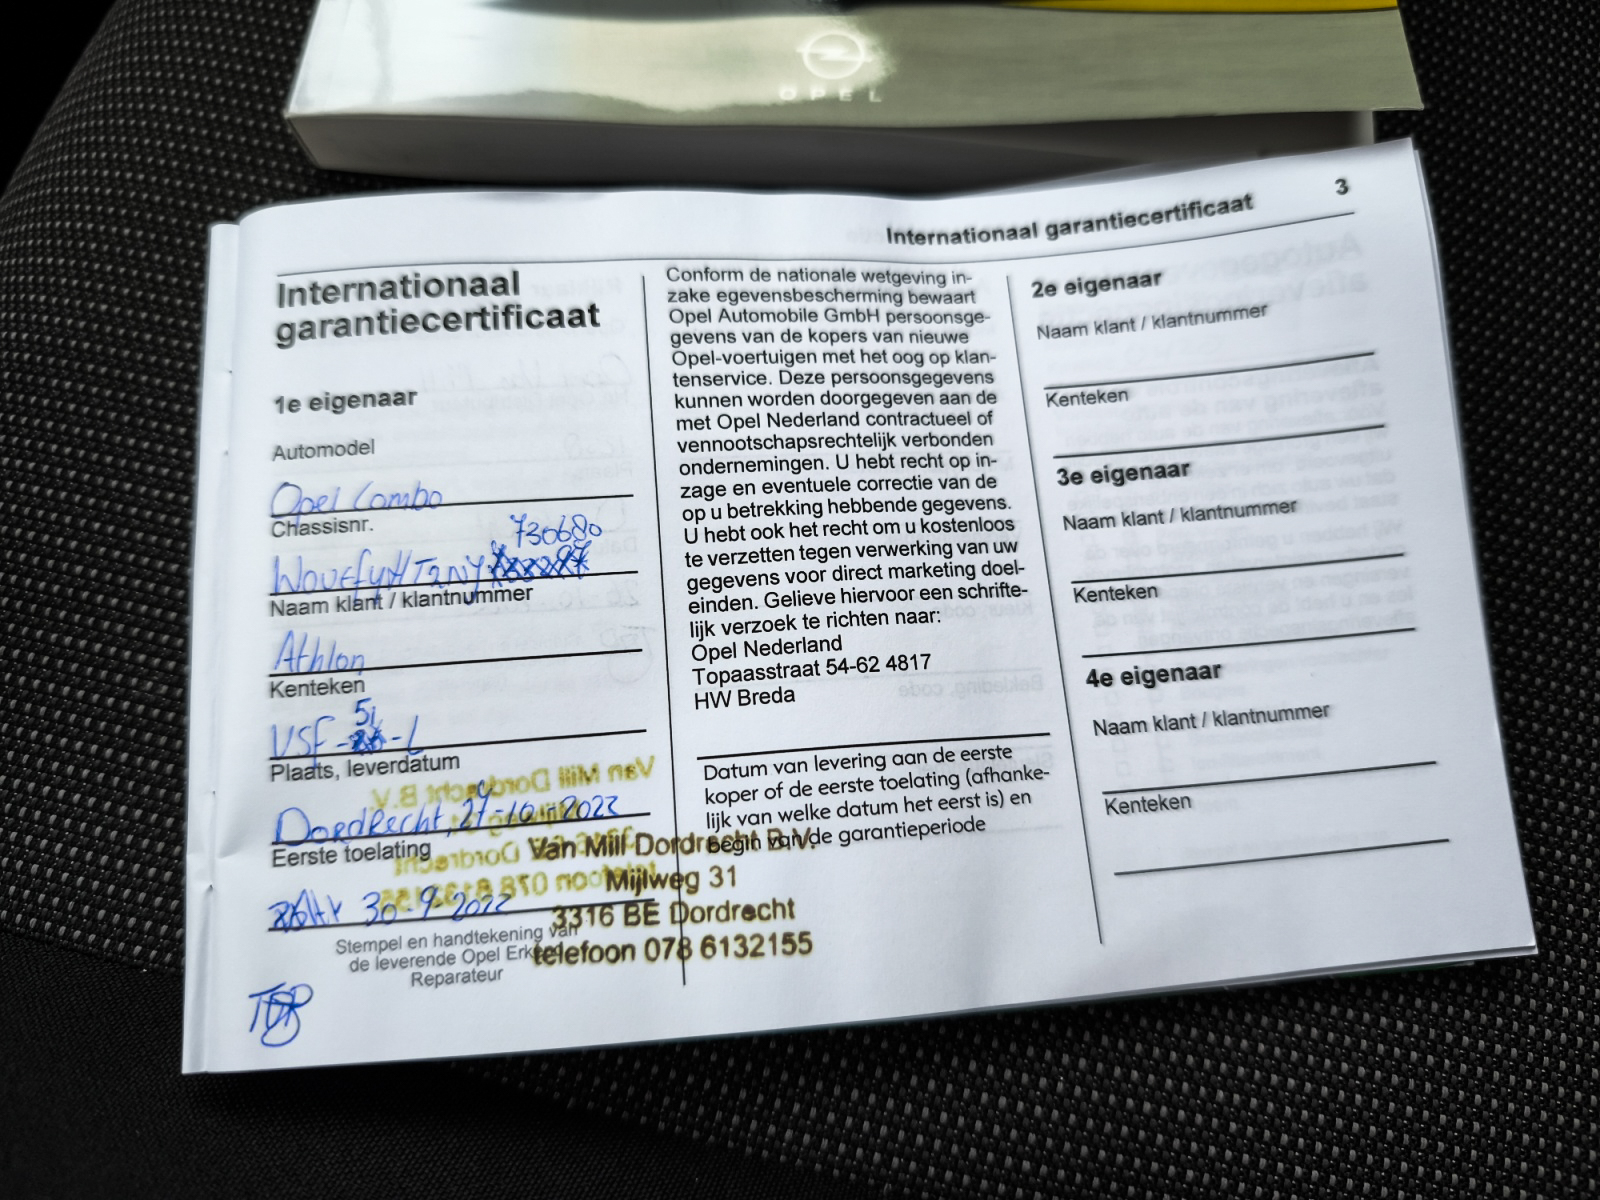 OPEL
Internationaal garantiecertificaat 3
Internationaal
garantiecertificaat
1e eigenaar
Automodel
Opel Combo
Chassisnr.
730680
Naam klant / klantnummer
Athlon
Kenteken
51
VSF- -L
Plaats, leverdatum
Dordrecht, 2 -10-2022
Eerste toelating
30-9-2022
Stempel en handtekening van
de leverende Opel
Reparateur
Conform de nationale wetgeving in-
zake egevensbescherming bewaart
Opel Automobile GmbH persoonsge-
gevens van de kopers van nieuwe
Opel-voertuigen met het oog op klan-
tenservice. Deze persoonsgegevens
kunnen worden doorgegeven aan de
met Opel Nederland contractueel of
vennootschapsrechtelijk verbonden
ondernemingen. U hebt recht op in-
zage en eventuele correctie van de
op u betrekking hebbende gegevens.
U hebt ook het recht om u kostenloos
te verzetten tegen verwerking van uw
gegevens voor direct marketing doel-
einden. Gelieve hiervoor een schrifte-
lijk verzoek te richten naar:
Opel Nederland
Topaasstraat 54-62 4817
HW Breda
Datum van levering aan de eerste
koper of de eerste toelating (afhanke-
lijk van welke datum het eerst is) en
begin van de garantieperiode
Van Mill Dordrecht B.V.
Mijlweg 31
3316 BE Dordrecht
telefoon 078 6132155
2e eigenaar
Naam klant / klantnummer
Kenteken
3e eigenaar
Naam klant / klantnummer
Kenteken
4e eigenaar
Naam klant / klantnummer
Kenteken